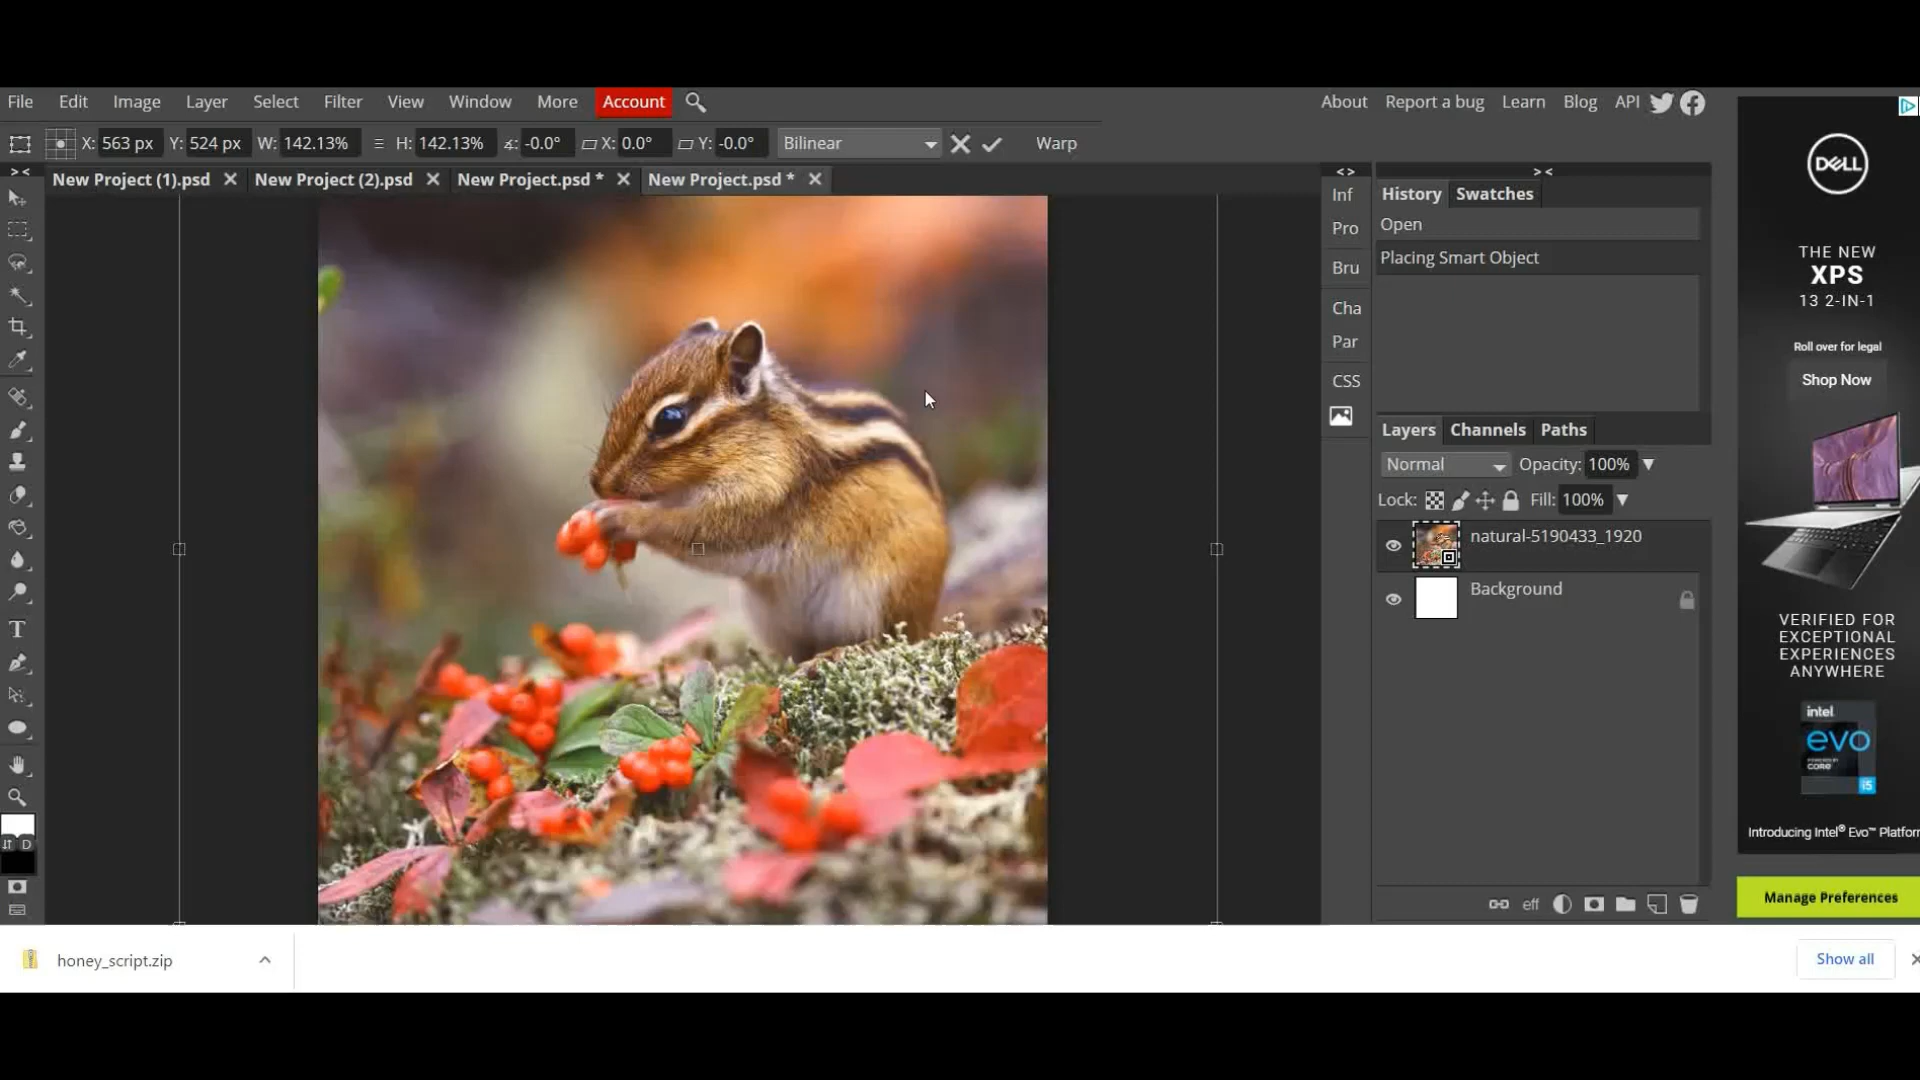 File Edit Image Layer Select Filter View Window More Account About Report a bug Learn Blog API
X: 563 px Y: 524 px W: 142.13% H: 142.13% -0.0° X: 0.0° Y: -0.0° Bilinear Warp
New Project (1).psd New Project (2).psd New Project.psd * New Project.psd *
Inf
Pro
Bru
Cha
Par
CSS
History Swatches
Open
Placing Smart Object
Layers Channels Paths
Normal Opacity: 100%
Lock: Fill: 100%
natural-5190433_1920
Background
eff
T
D
DELL
THE NEW
XPS
13 2-IN-1
Roll over for legal
Shop Now
VERIFIED FOR
EXCEPTIONAL
EXPERIENCES
ANYWHERE
intel
evo
POWERED BY
CORE
i5
Introducing Intel® Evo™ Platfor
Manage Preferences
honey_script.zip
Show all